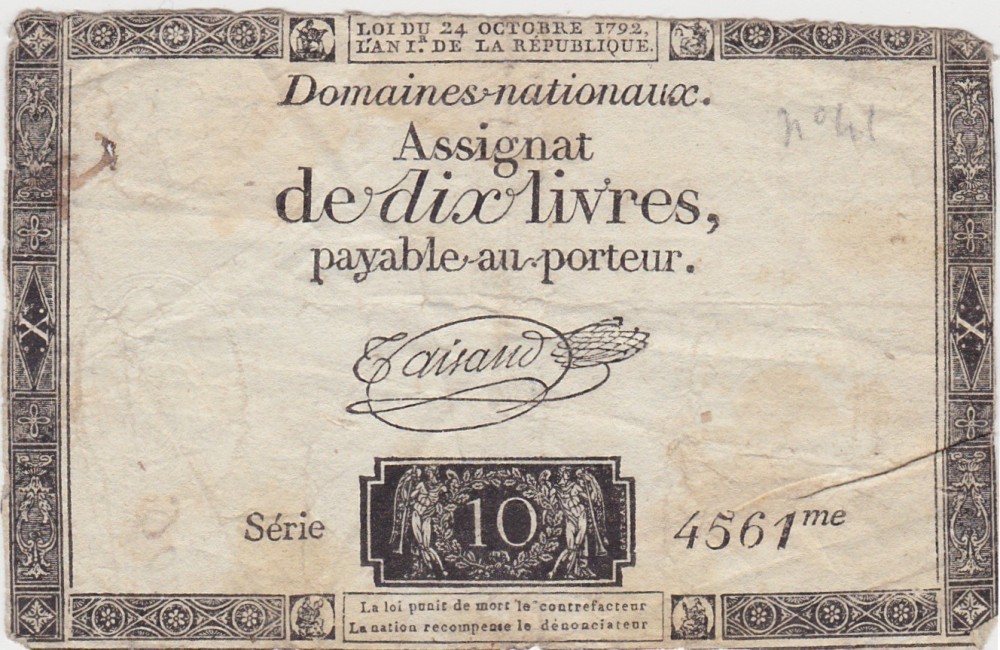 LOI DU 24 OCTOBRE 1792,
L'AN I.R DE LA RÉPUBLIQUE.
Domaines nationaux.
Assignat
de dix livres,
payable au porteur.
X
X
Taisaud
Série
10
4561me
La loi punit de mort le contrefacteur
La nation recompense le dénonciateur